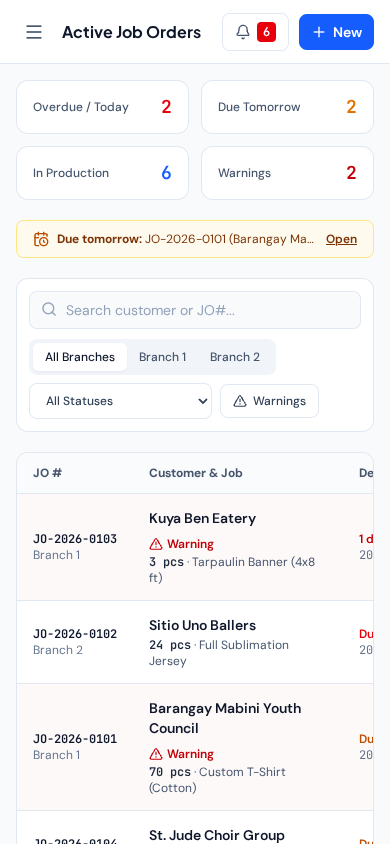 Active Job Orders
6
New
Overdue / Today
2
Due Tomorrow
2
In Production
6
Warnings
2
Due tomorrow: JO-2026-0101 (Barangay Ma... Open
Search customer or JO#...
All Branches
Branch 1
Branch 2
All Statuses
Warnings
JO #
Customer & Job
De
JO-2026-0103
Branch 1
Kuya Ben Eatery
Warning
3 pcs · Tarpaulin Banner (4x8
ft)
1 d
20
JO-2026-0102
Branch 2
Sitio Uno Ballers
24 pcs · Full Sublimation
Jersey
Du
20
JO-2026-0101
Branch 1
Barangay Mabini Youth
Council
Warning
70 pcs · Custom T-Shirt
(Cotton)
Du
20
JO-2026-0104
St. Jude Choir Group
Du